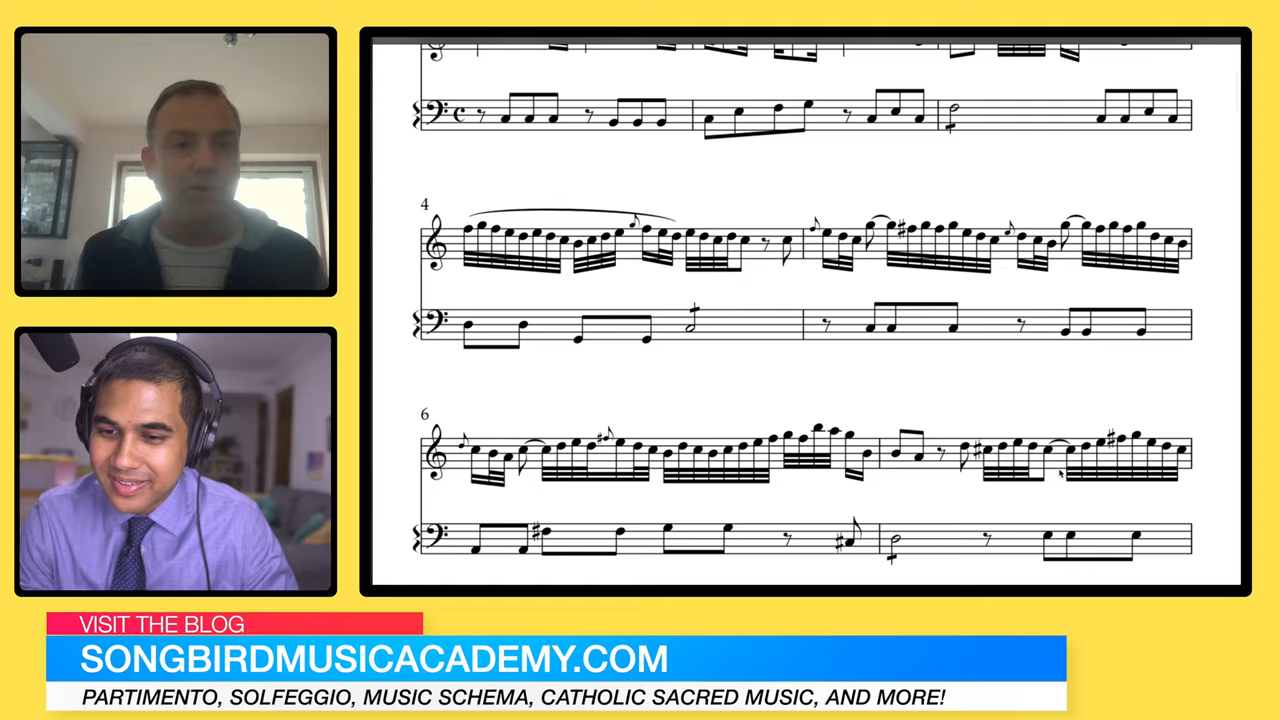 4
6
VISIT THE BLOG
SONGBIRDMUSICACADEMY.COM
PARTIMENTO, SOLFEGGIO, MUSIC SCHEMA, CATHOLIC SACRED MUSIC, AND MORE!